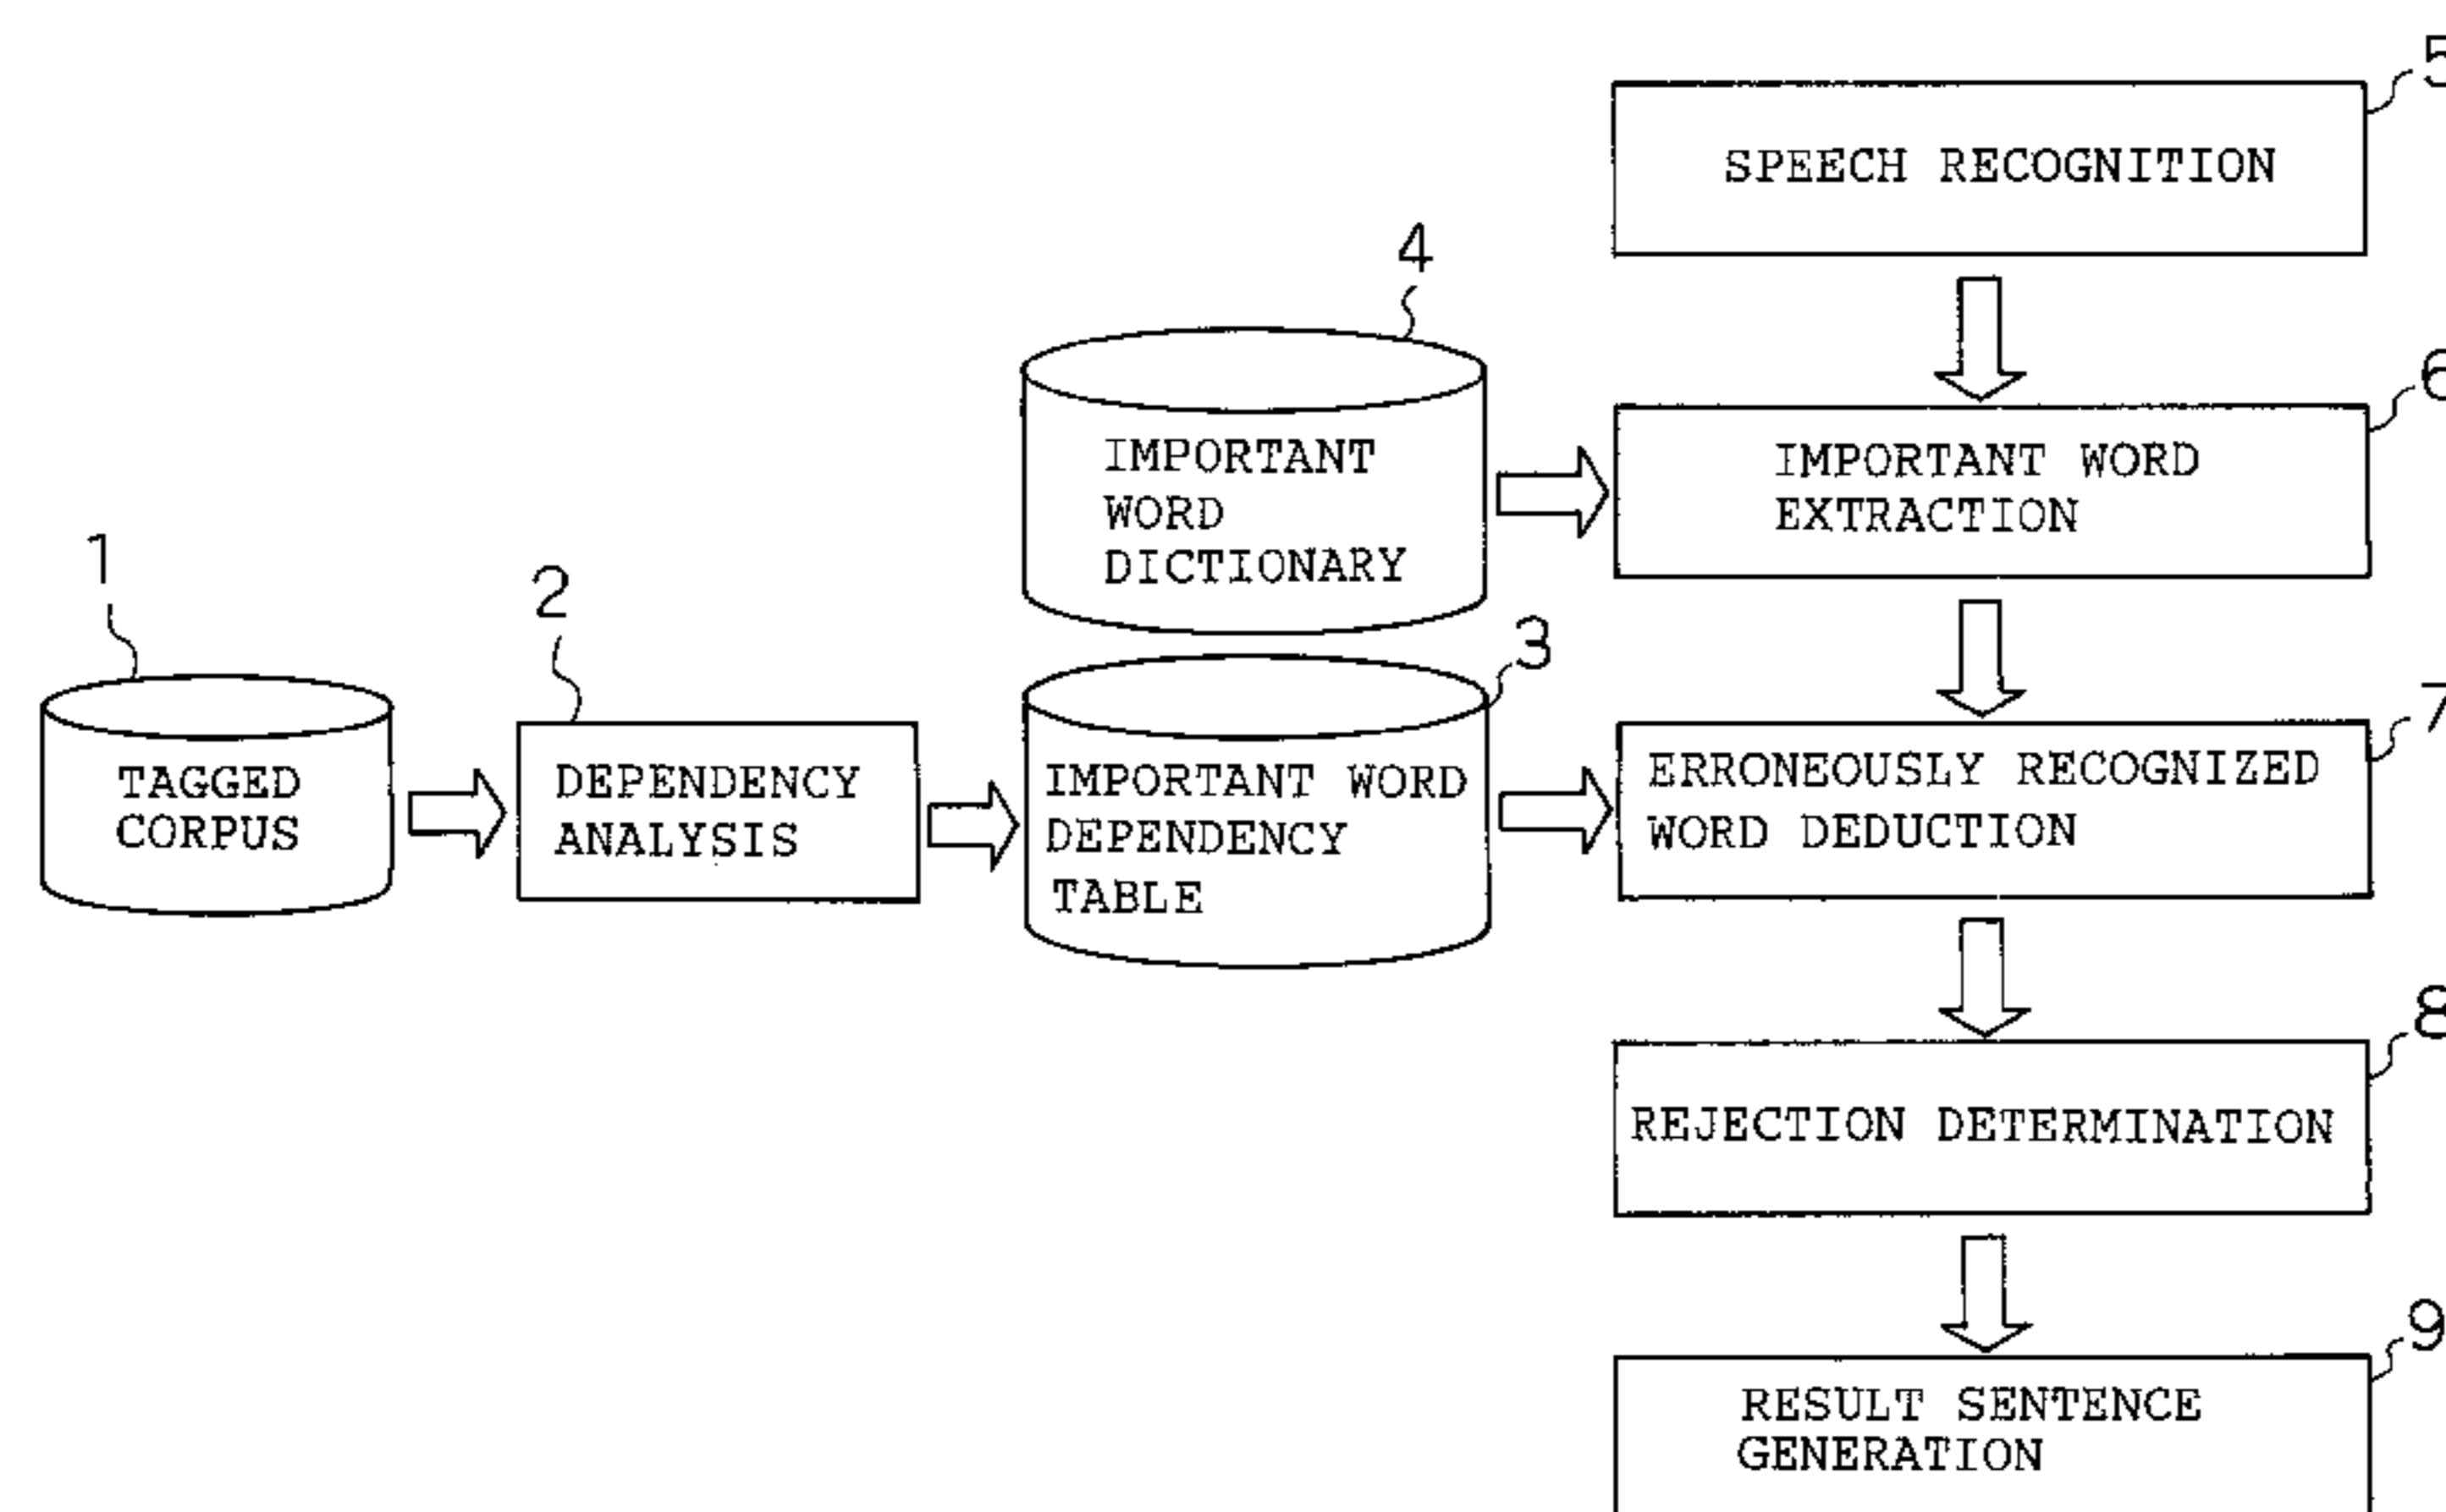 5
SPEECH RECOGNITION
4
6
IMPORTANT
WORD
DICTIONARY
IMPORTANT WORD
EXTRACTION
1
2
3
7
TAGGED
CORPUS
DEPENDENCY
ANALYSIS
IMPORTANT WORD
DEPENDENCY
TABLE
ERRONEOUSLY RECOGNIZED
WORD DEDUCTION
8
REJECTION DETERMINATION
9
RESULT SENTENCE
GENERATION